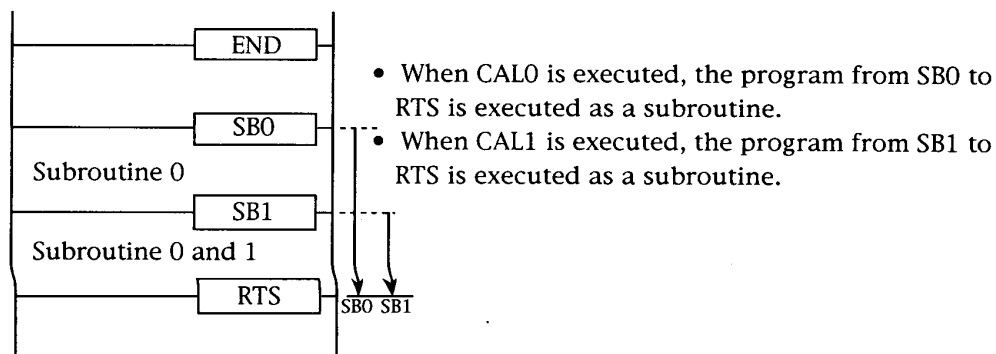 END
• When CAL0 is executed, the program from SB0 to
RTS is executed as a subroutine.
• When CAL1 is executed, the program from SB1 to
RTS is executed as a subroutine.
SB0
Subroutine 0
SB1
Subroutine 0 and 1
RTS
SB0 SB1